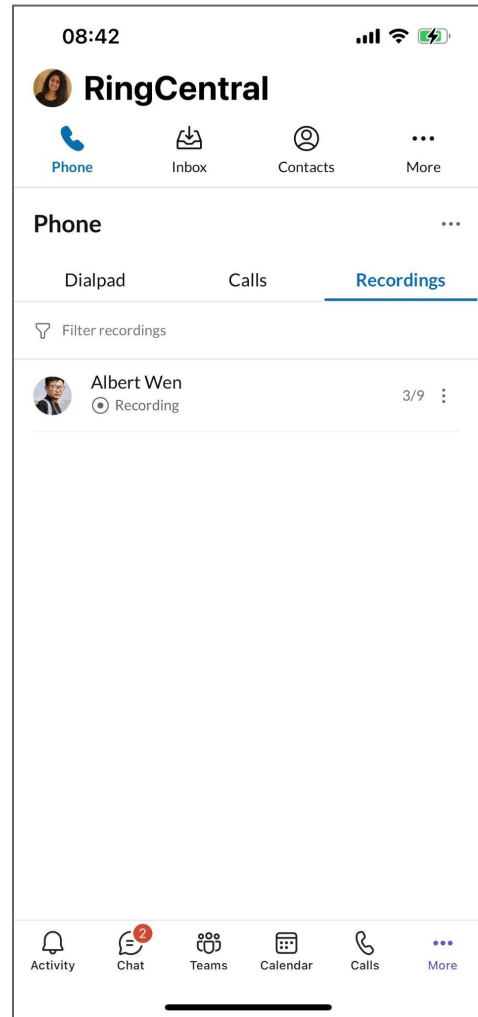 08:42
RingCentral
Phone Inbox Contacts More
Phone
Dialpad Calls Recordings
Filter recordings
Albert Wen
Recording 3/9
2
Activity Chat Teams Calendar Calls More